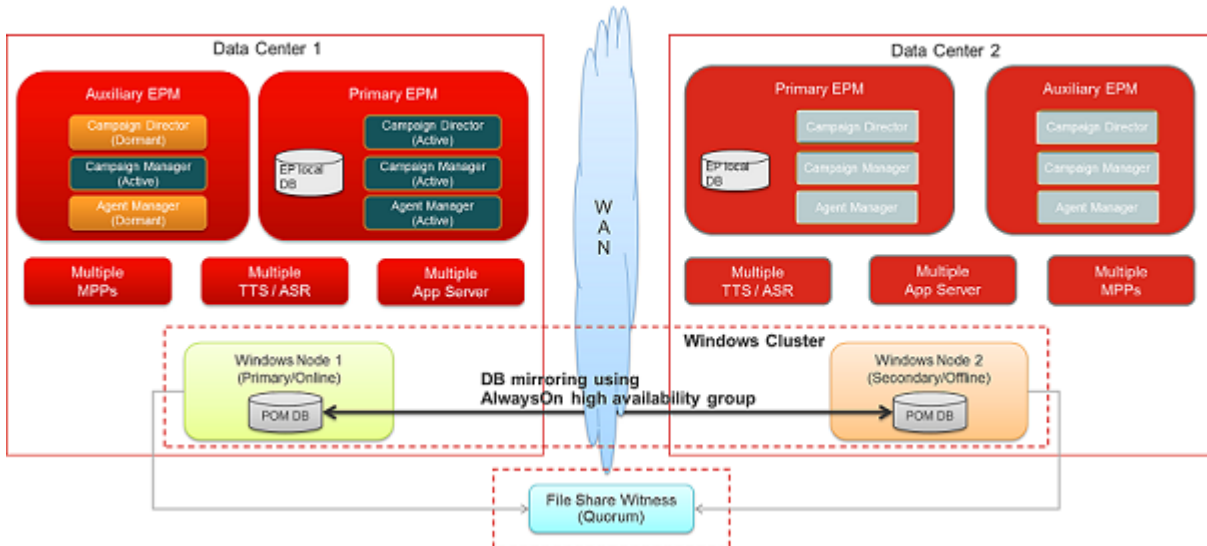 Data Center 1
Auxiliary EPM
Campaign Director
(Dormant)
Campaign Manager
(Active)
Agent Manager
(Dormant)
Primary EPM
EP local
DB
Campaign Director
(Active)
Campaign Manager
(Active)
Agent Manager
(Active)
Multiple
MPPs
Multiple
TTS / ASR
Multiple
App Server
W
A
N
Data Center 2
Primary EPM
EP local
DB
Campaign Director
Campaign Manager
Agent Manager
Auxiliary EPM
Campaign Director
Campaign Manager
Agent Manager
Multiple
TTS / ASR
Multiple
App Server
Multiple
MPPs
Windows Cluster
Windows Node 1
(Primary/Online)
POM DB
DB mirroring using
AlwaysOn high availability group
Windows Node 2
(Secondary/Offline)
POM DB
File Share Witness
(Quorum)